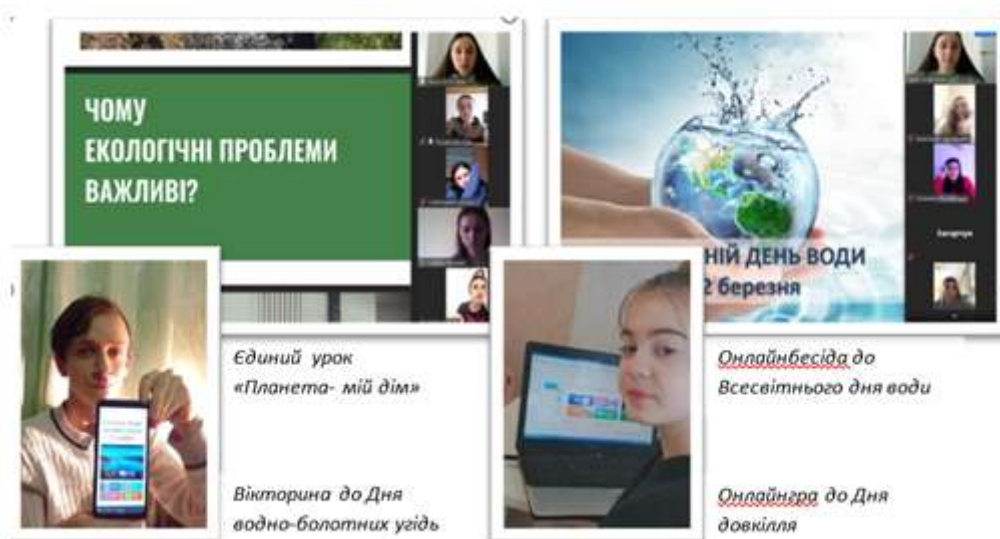 ЧОМУ
ЕКОЛОГІЧНІ ПРОБЛЕМИ
ВАЖЛИВІ?
НІЙ ДЕНЬ ВОДИ
2 березня
Єдиний урок
«Планета- мій дім»
Онлайнбесіда до
Всесвітнього дня води
Вікторина до Дня
водно-болотних угідь
Онлайнгра до Дня
довкілля